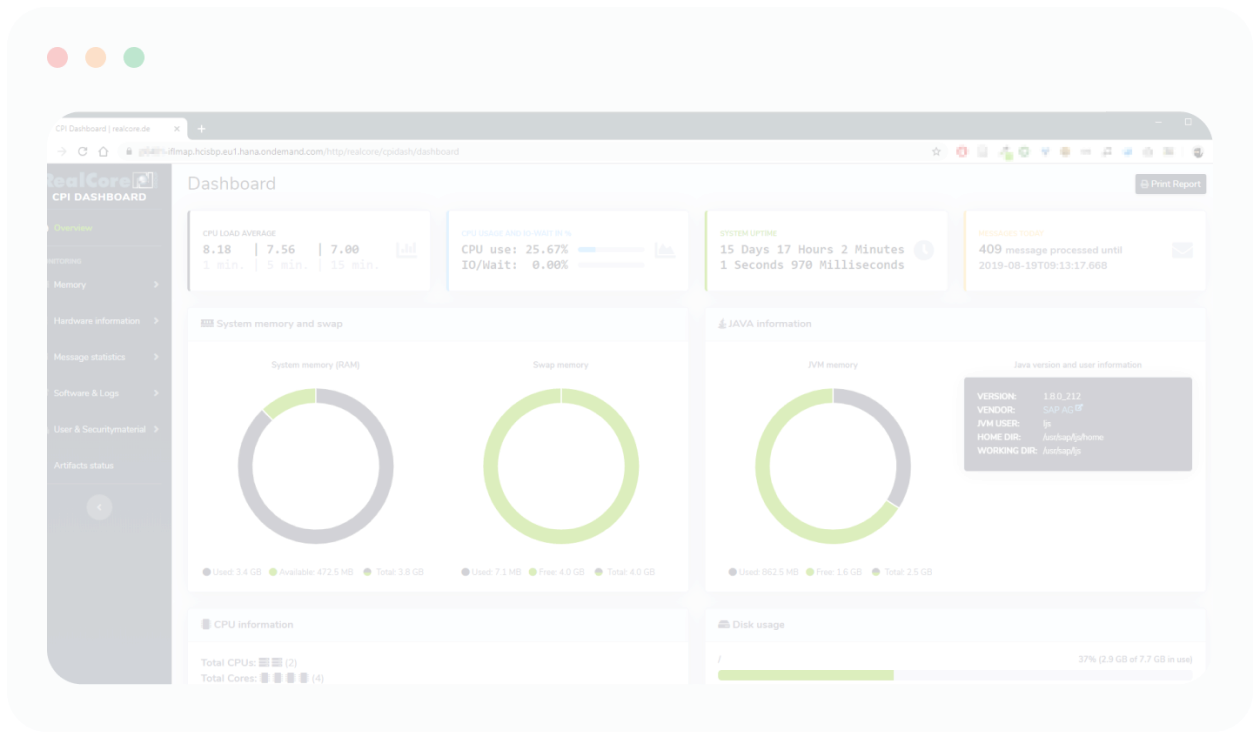 CPI Dashboard | realcore.de
hcisbp.eu1.hana.ondemand.com/http/realcore/cpidash/dashboard
RealCore
CPI DASHBOARD
Overview
Memory
Hardware information
Message statistics
Software & Logs
User & Securitymaterial
Artifacts status
Dashboard
Print Report
CPU LOAD AVERAGE
8.18 | 7.56 | 7.00
1 min. | 5 min. | 15 min.
CPU USAGE AND IO WAIT IN %
CPU use: 25.67%
IO/Wait: 0.00%
SYSTEM UPTIME
15 Days 17 Hours 2 Minutes
1 Seconds 970 Milliseconds
MESSAGES TODAY
409 message processed until
2019-08-19T09:13:17.668
System memory and swap
System memory (RAM)
Swap memory
Used: 3.4 GB Available: 472.5 MB Total: 3.8 GB
Used: 7.1 MB Free: 4.0 GB Total: 4.0 GB
JAVA information
JVM memory
Used: 862.5 MB Free: 1.6 GB Total: 2.5 GB
Java version and user information
VERSION: 1.8.0_212
VENDOR: SAP AG
JVM USER: ljs
HOME DIR: /usr/sap/ljs/home
WORKING DIR: /usr/sap/ljs
CPU information
Total CPUs: (2)
Total Cores: (4)
Disk usage
/
37% (2.9 GB of 7.7 GB in use)